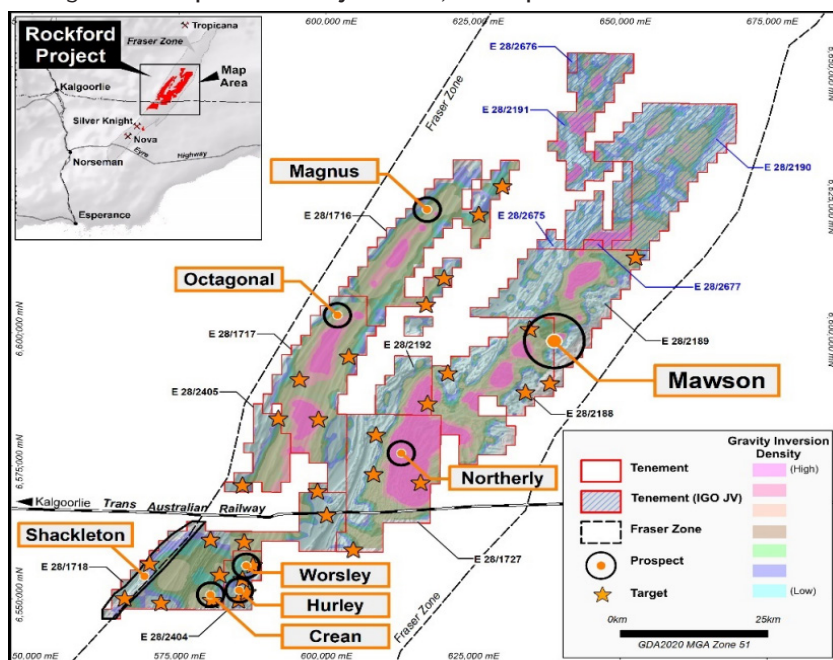 600,000 mE
625,000 mE
650,000 mE
675,000 mE
Rockford
Project
Fraser Zone
Tropicana
Map
Area
Kalgoorlie
Silver Knight
Nova
Norseman
Eyre
Highway
Esperance
Fraser Zone
E 28/2676
E 28/2191
E 28/2190
Magnus
E 28/1716
E 28/2675
6,625,000 mN
E 28/2677
Octagonal
6,600,000 mN
E 28/1717
E 28/2192
E 28/2189
E 28/2405
Mawson
E 28/2188
6,575,000 mN
Northerly
Kalgoorlie Trans Australian Railway
Shackleton
E 28/1727
E 28/1718
Worsley
Hurley
Crean
6,550,000 mN
E 28/2404
Fraser Zone
575,000 mE
600,000 mE
625,000 mE
Tenement
Tenement (IGO JV)
Fraser Zone
Prospect
Target
Gravity Inversion
Density
(High)
(Low)
0km 25km
GDA2020 MGA Zone 51